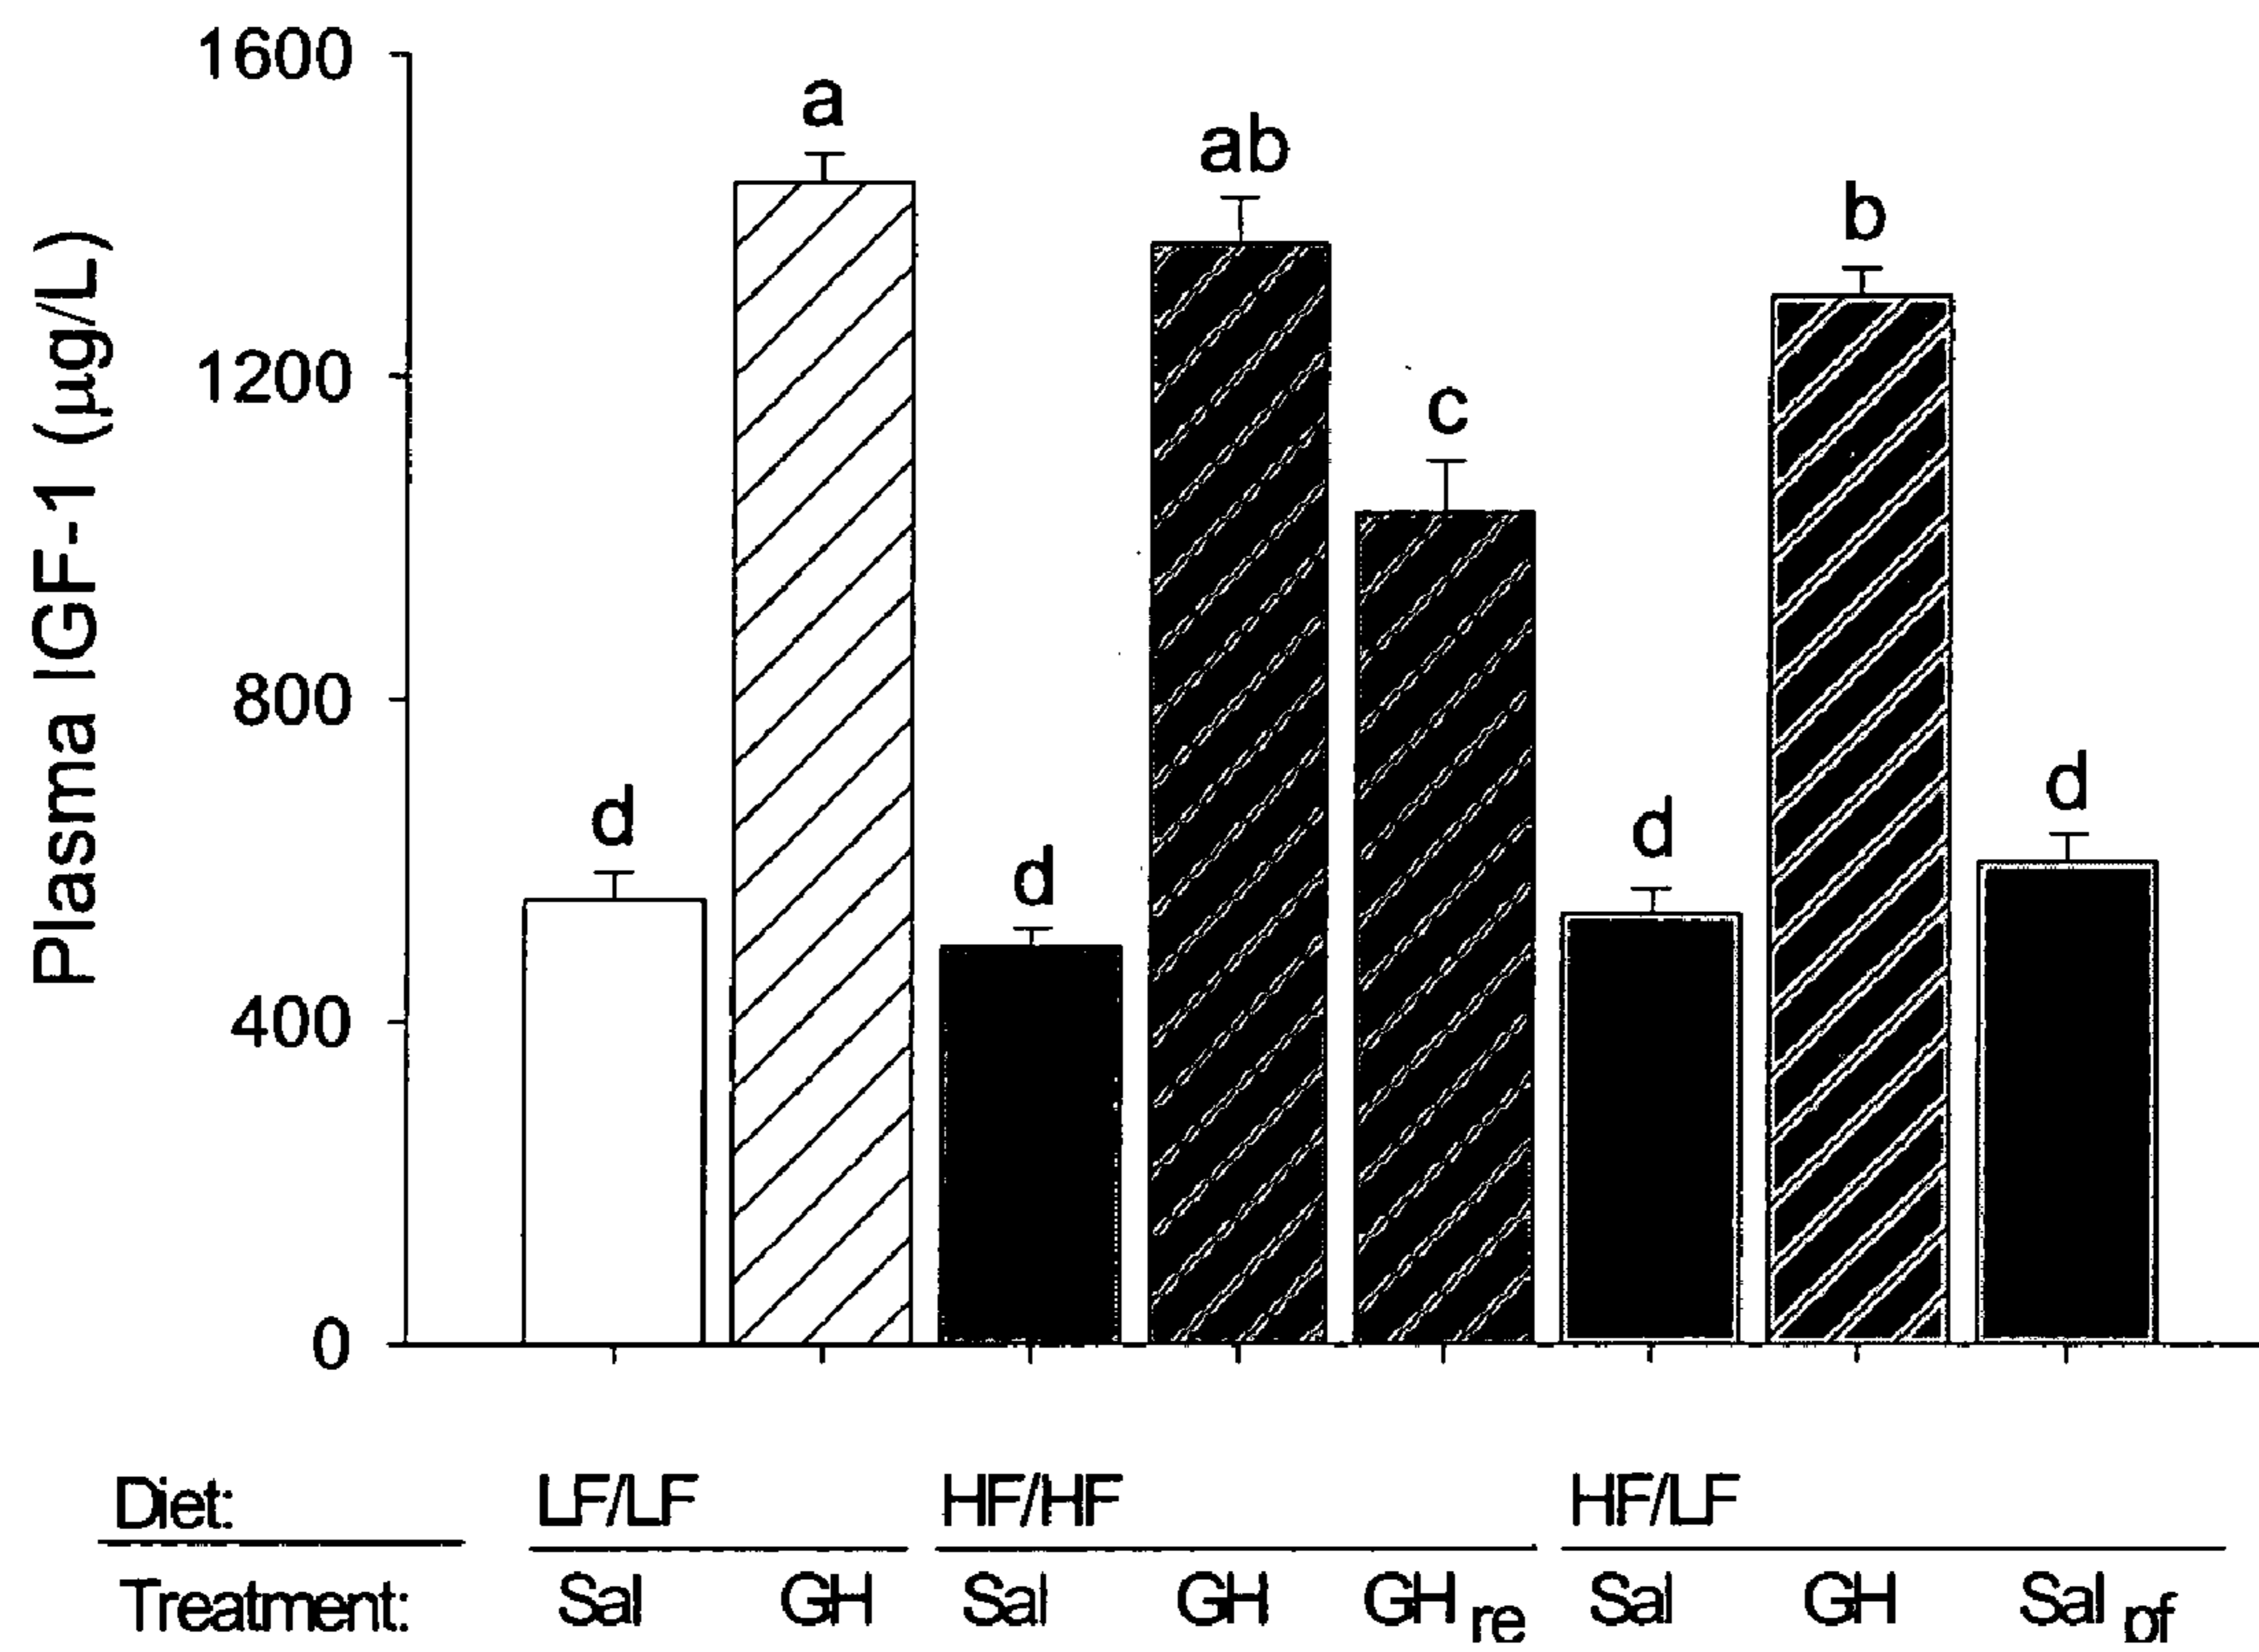 1600
1200
800
400
0
Plasma IGF-1 (µg/L)
d
a
d
ab
c
d
b
d
Diet: LF/LF HF/HF HF/LF
Treatment: Sal GH Sal GH GH re Sal GH Sal pf